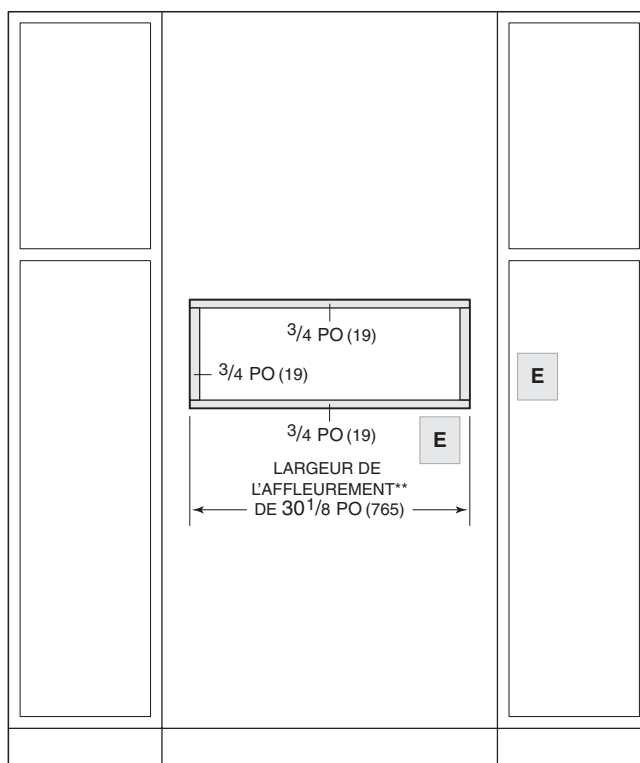 3/4 PO (19)
3/4 PO (19)
E
3/4 PO (19)
E
LARGEUR DE
L'AFFLEUREMENT**
DE 30 1/8 PO (765)